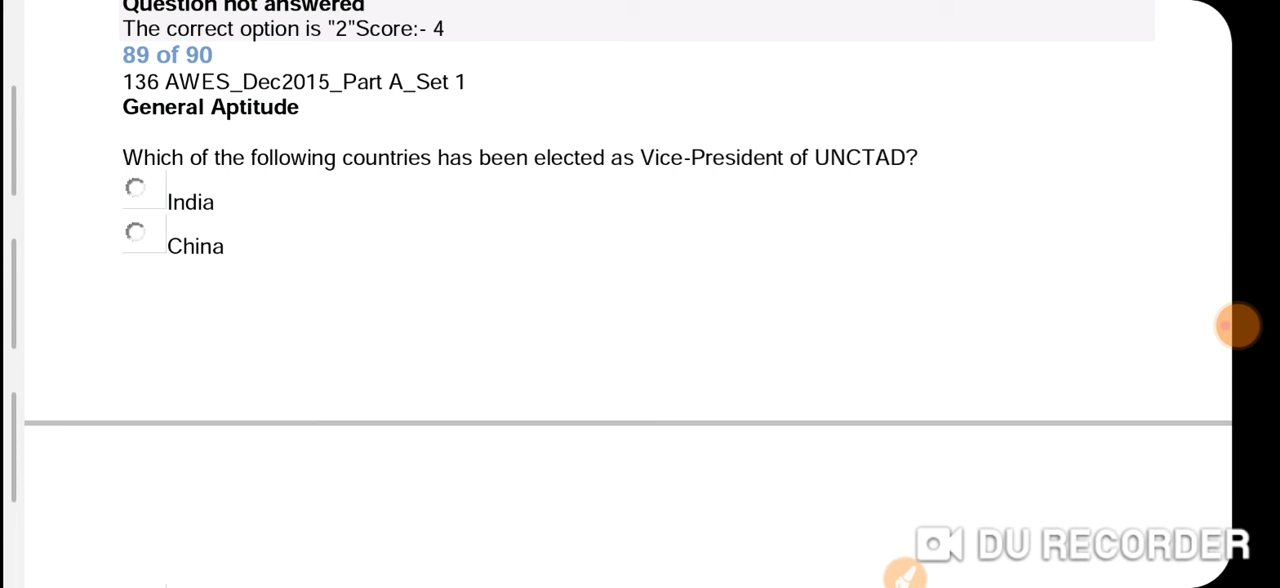 Question not answered
The correct option is "2"Score:- 4
89 of 90
136 AWES_Dec2015_Part A_Set 1
General Aptitude
Which of the following countries has been elected as Vice-President of UNCTAD?
India
China
DU RECORDER